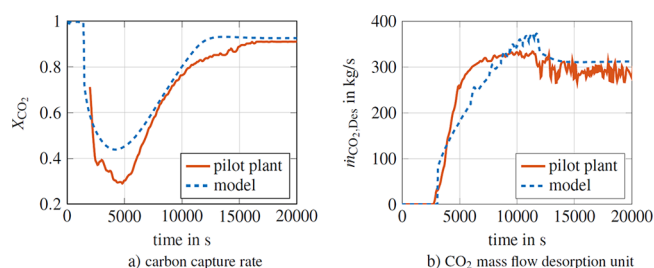 1
0.8
0.6
0.4
0.2
X_CO₂
pilot plant
model
0 5000 10000 15000 20000
time in s
a) carbon capture rate
400
300
200
100
0
ṁ_CO₂,Des in kg/s
pilot plant
model
0 5000 10000 15000 20000
time in s
b) CO₂ mass flow desorption unit